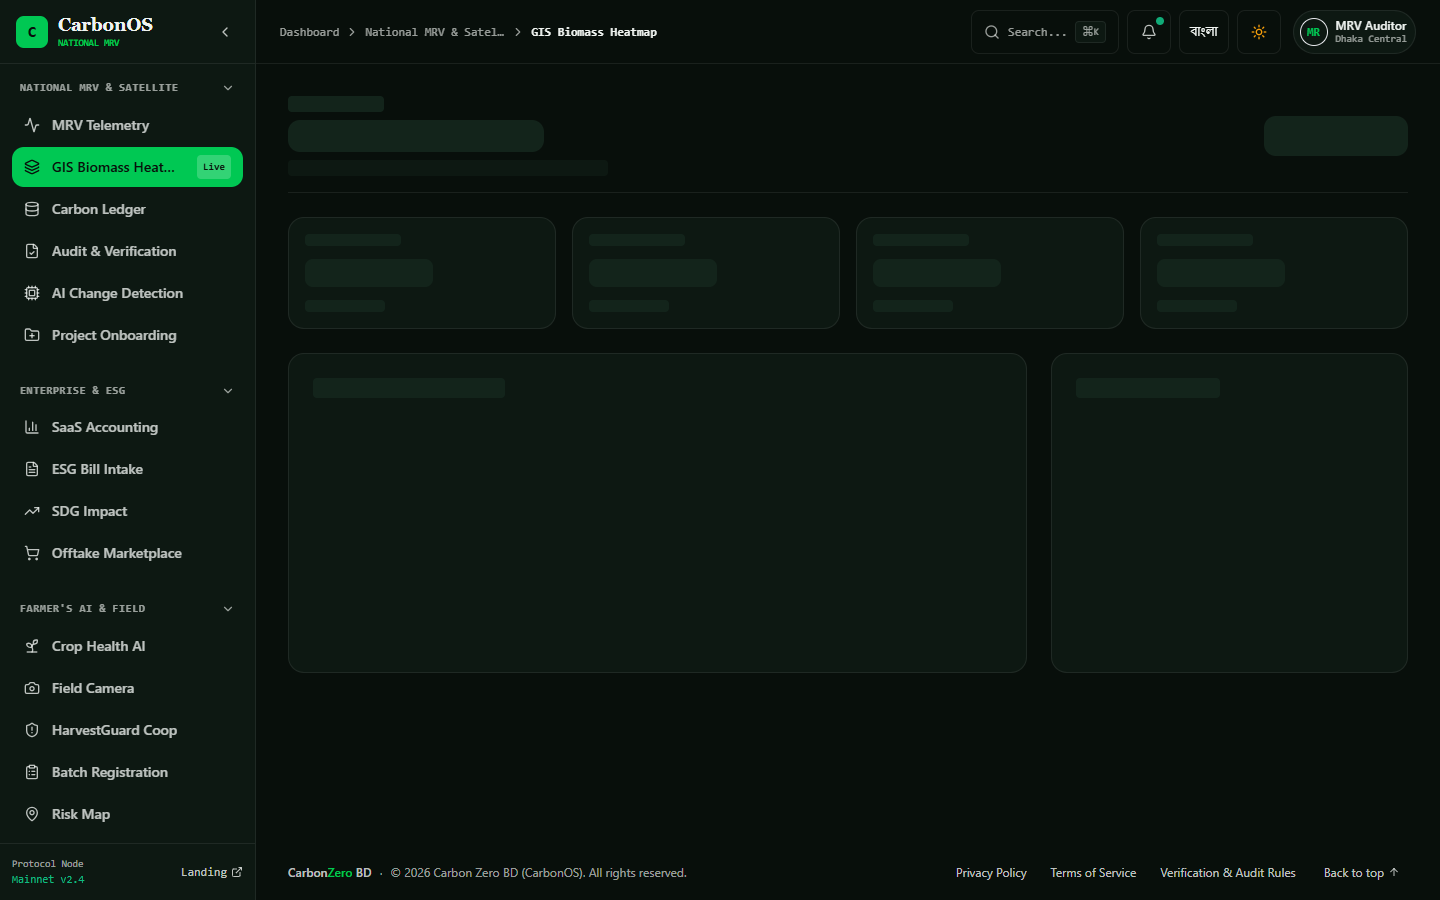 C
CarbonOS
NATIONAL MRV
Dashboard > National MRV & Satel... > GIS Biomass Heatmap
Search... ⌘K
বাংলা
MR
MRV Auditor
Dhaka Central
NATIONAL MRV & SATELLITE
MRV Telemetry
GIS Biomass Heat... Live
Carbon Ledger
Audit & Verification
AI Change Detection
Project Onboarding
ENTERPRISE & ESG
SaaS Accounting
ESG Bill Intake
SDG Impact
Offtake Marketplace
FARMER'S AI & FIELD
Crop Health AI
Field Camera
HarvestGuard Coop
Batch Registration
Risk Map
Protocol Node
Mainnet v2.4
Landing
CarbonZero BD · © 2026 Carbon Zero BD (CarbonOS). All rights reserved.
Privacy Policy
Terms of Service
Verification & Audit Rules
Back to top ↑